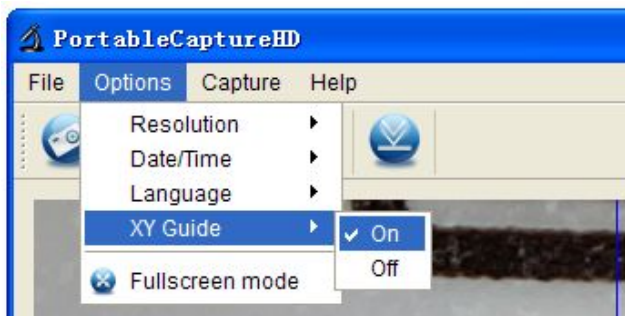 PortableCaptureHD
File Options Capture Help
Resolution
Date/Time
Language
XY Guide
On
Off
Fullscreen mode